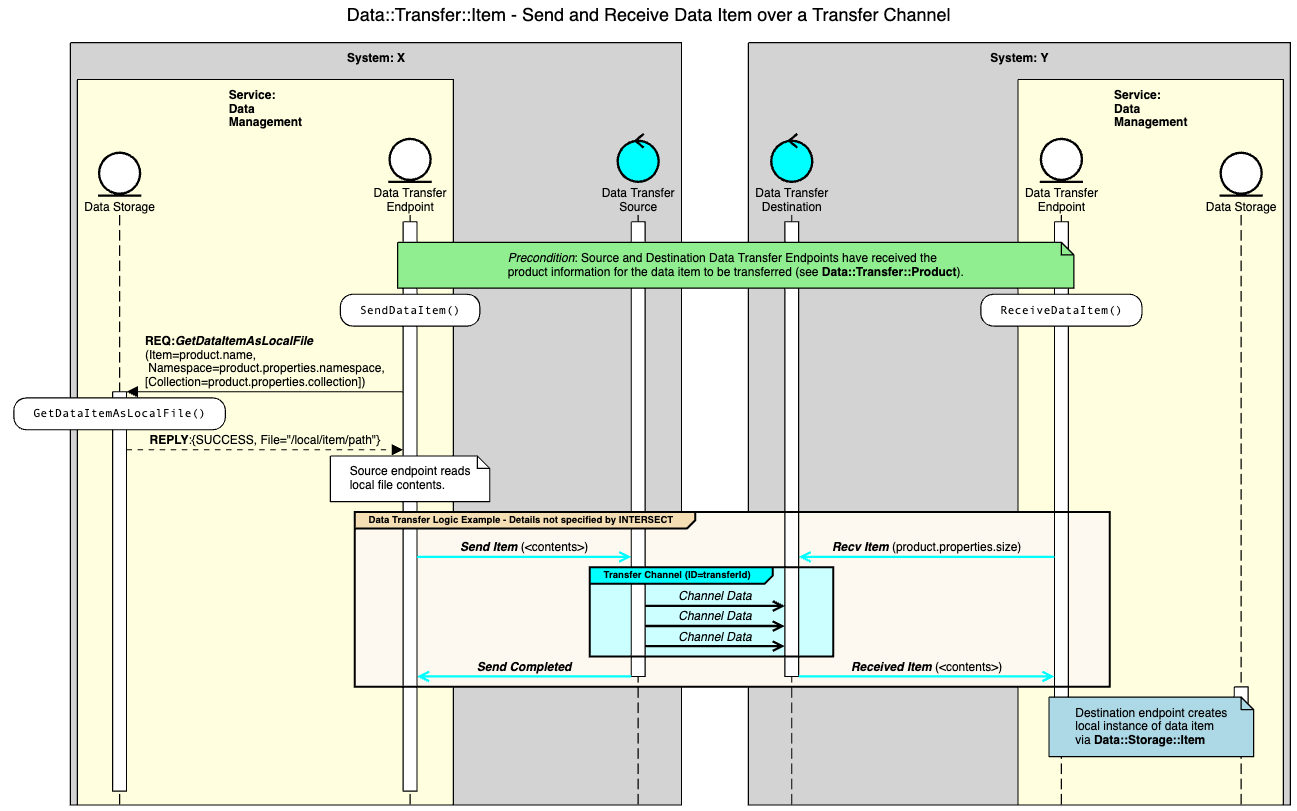 Data::Transfer::Item - Send and Receive Data Item over a Transfer Channel
System: X
System: Y
Service:
Data
Management
Service:
Data
Management
Data Storage
Data Transfer
Endpoint
Data Transfer
Source
Data Transfer
Destination
Data Transfer
Endpoint
Data Storage
Precondition: Source and Destination Data Transfer Endpoints have received the
product information for the data item to be transferred (see Data::Transfer::Product).
SendDataItem()
ReceiveDataItem()
REQ:GetDataItemAsLocalFile
(Item=product.name,
Namespace=product.properties.namespace,
[Collection=product.properties.collection])
GetDataItemAsLocalFile()
REPLY:{SUCCESS, File="/local/item/path"}
Source endpoint reads
local file contents.
Data Transfer Logic Example - Details not specified by INTERSECT
Send Item (<contents>)
Recv Item (product.properties.size)
Transfer Channel (ID=transferId)
Channel Data
Channel Data
Channel Data
Send Completed
Received Item (<contents>)
Destination endpoint creates
local instance of data item
via Data::Storage::Item